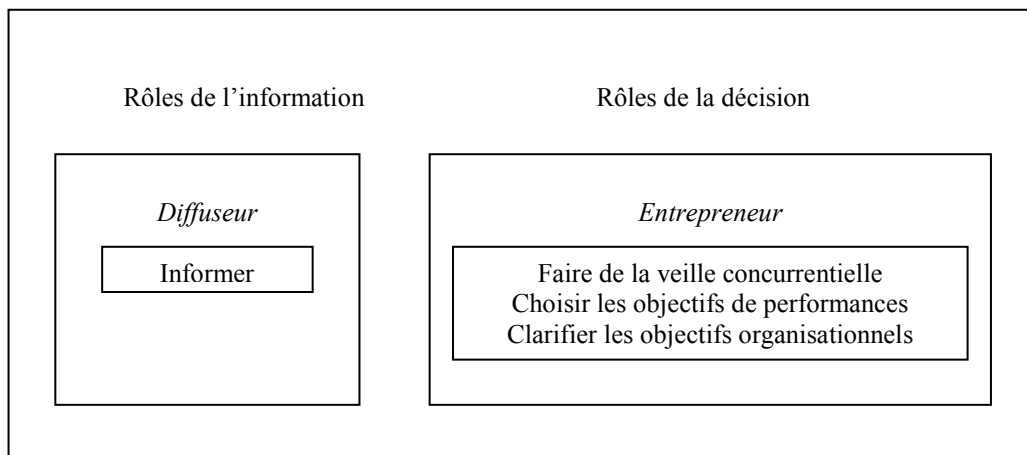 Rôles de l’information
Rôles de la décision
Diffuseur
Informer
Entrepreneur
Faire de la veille concurrentielle
Choisir les objectifs de performances
Clarifier les objectifs organisationnels